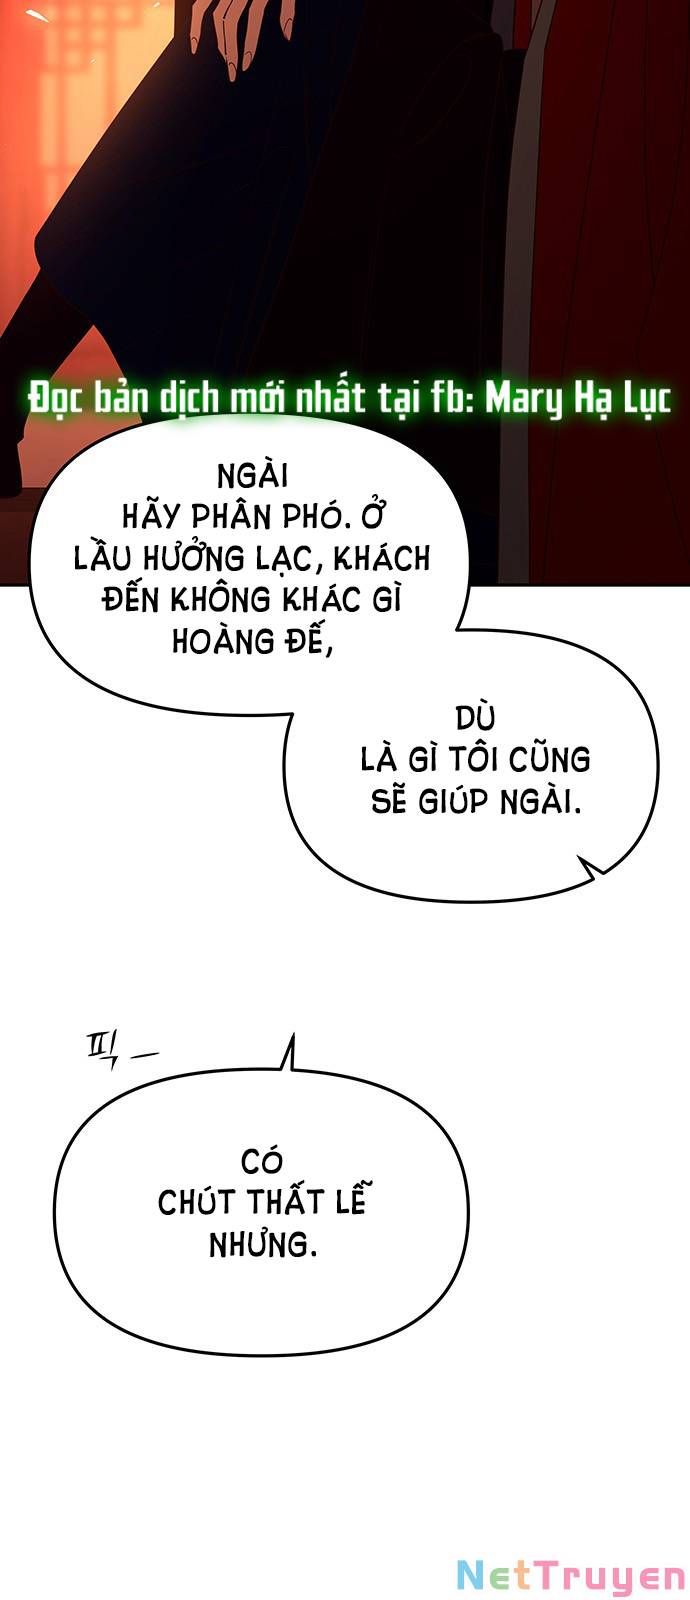 Đọc bản dịch mới nhất tại fb: Mary Hạ Lục
NGÀI
HÃY PHÂN PHÓ. Ở
LẦU HƯỞNG LẠC, KHÁCH
ĐẾN KHÔNG KHÁC GÌ
HOÀNG ĐẾ,
DÙ
LÀ GÌ TÔI CŨNG
SẼ GIÚP NGÀI.
피식
CÓ
CHÚT THẤT LỄ
NHƯNG.
NetTruyen